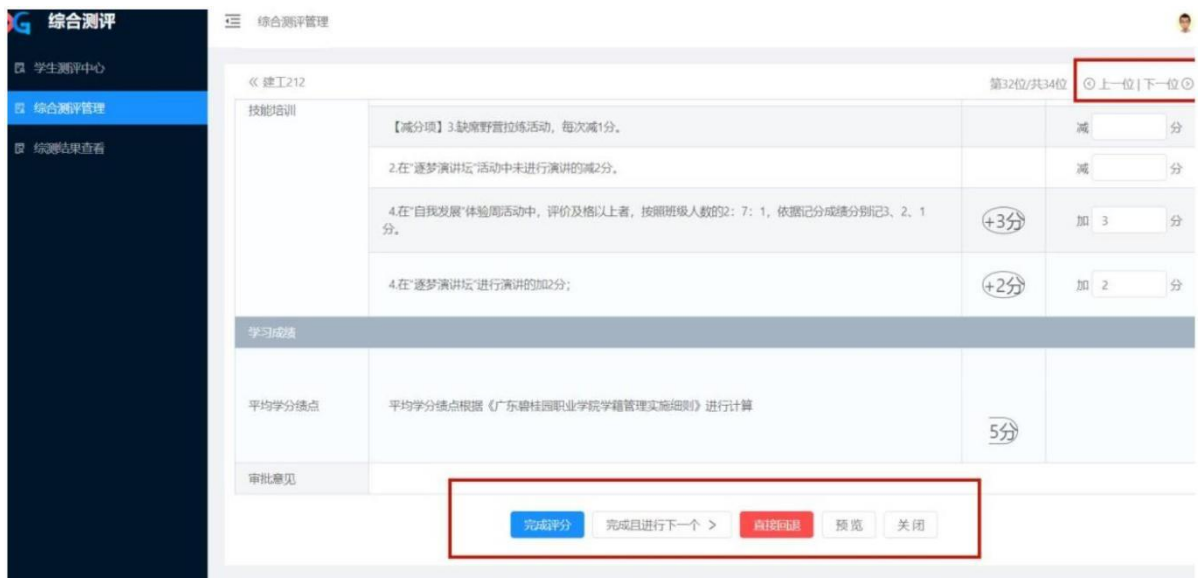 综合测评
综合测评管理
学生测评中心
综合测评管理
综测结果查看
《 建工212
第32位/共34位
上一位 | 下一位
技能培训
【减分项】3.缺席野营拉练活动，每次减1分。
减
分
2.在“逐梦演讲坛”活动中未进行演讲的减2分。
减
分
4.在“自我发展”体验周活动中，评价及格以上者，按照班级人数的2：7：1，依据记分成绩分别记3、2、1
分。
+3分
加 3 分
4.在“逐梦演讲坛”进行演讲的加2分；
+2分
加 2 分
学习成绩
平均学分绩点
平均学分绩点根据《广东碧桂园职业学院学籍管理实施细则》进行计算
5分
审批意见
完成评分
完成且进行下一个 >
直接回退
预览
关闭